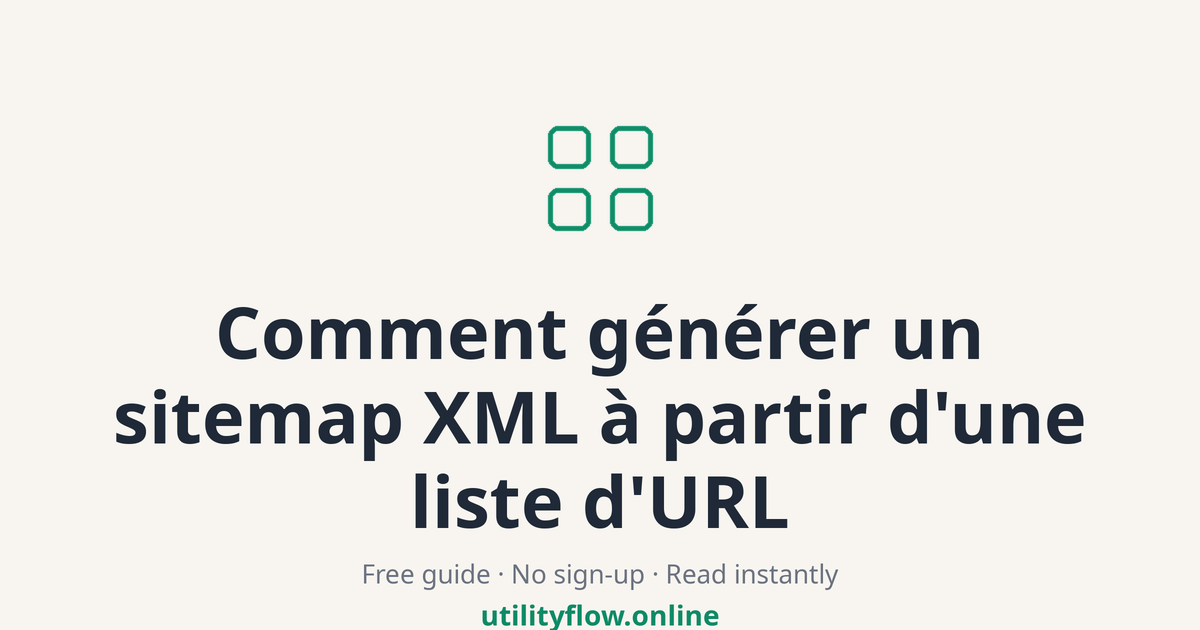 Comment générer un
sitemap XML à partir d'une
liste d'URL
Free guide · No sign-up · Read instantly
utilityflow.online